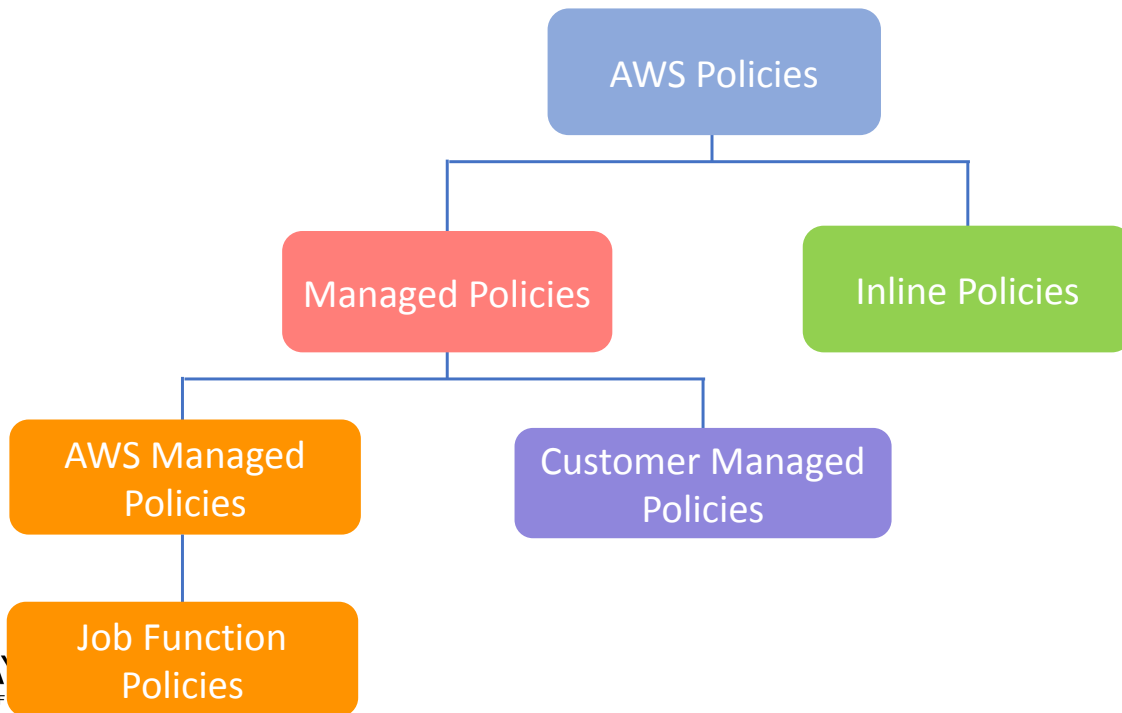 AWS Policies
Managed Policies
Inline Policies
AWS Managed
Policies
Customer Managed
Policies
Job Function
Policies